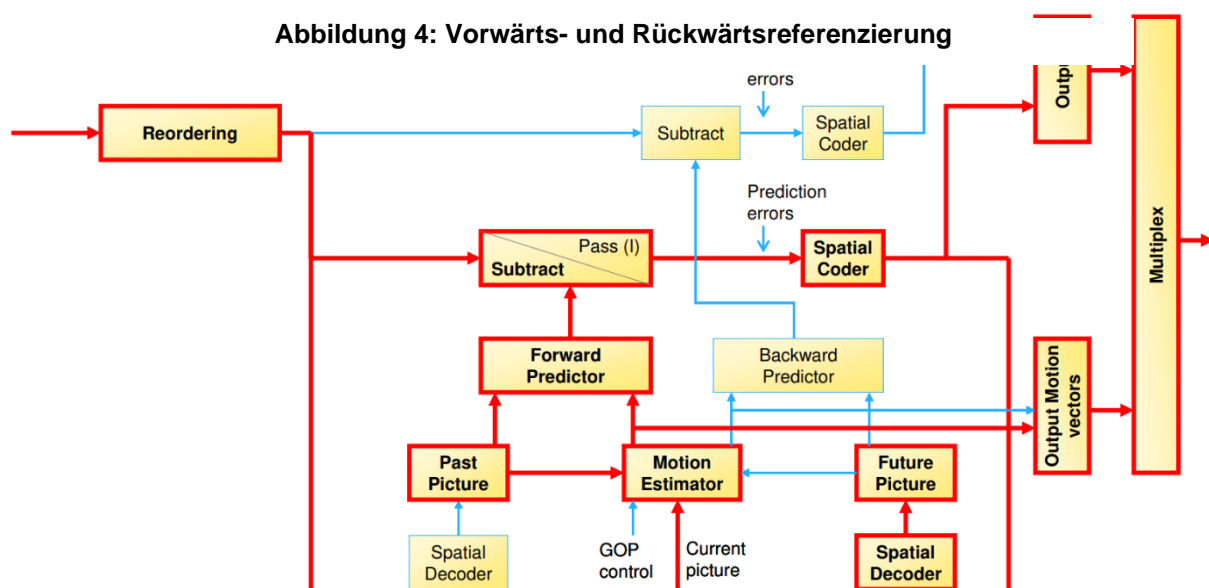 Abbildung 4: Vorwärts- und Rückwärtsreferenzierung
errors
Reordering
Subtract
Spatial
Coder
Prediction
errors
Pass (I)
Subtract
Spatial
Coder
Multiplex
Forward
Predictor
Backward
Predictor
Output Motion
vectors
Past
Picture
Motion
Estimator
Future
Picture
Spatial
Decoder
GOP
control
Current
picture
Spatial
Decoder